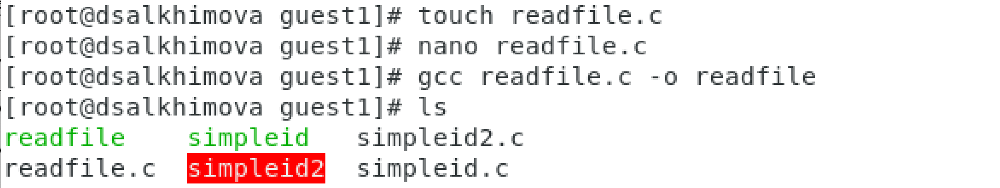 [root@dsalkhimova guest1]# touch readfile.c
[root@dsalkhimova guest1]# nano readfile.c
[root@dsalkhimova guest1]# gcc readfile.c -o readfile
[root@dsalkhimova guest1]# ls
readfile simpleid simpleid2.c
readfile.c simpleid2 simpleid.c